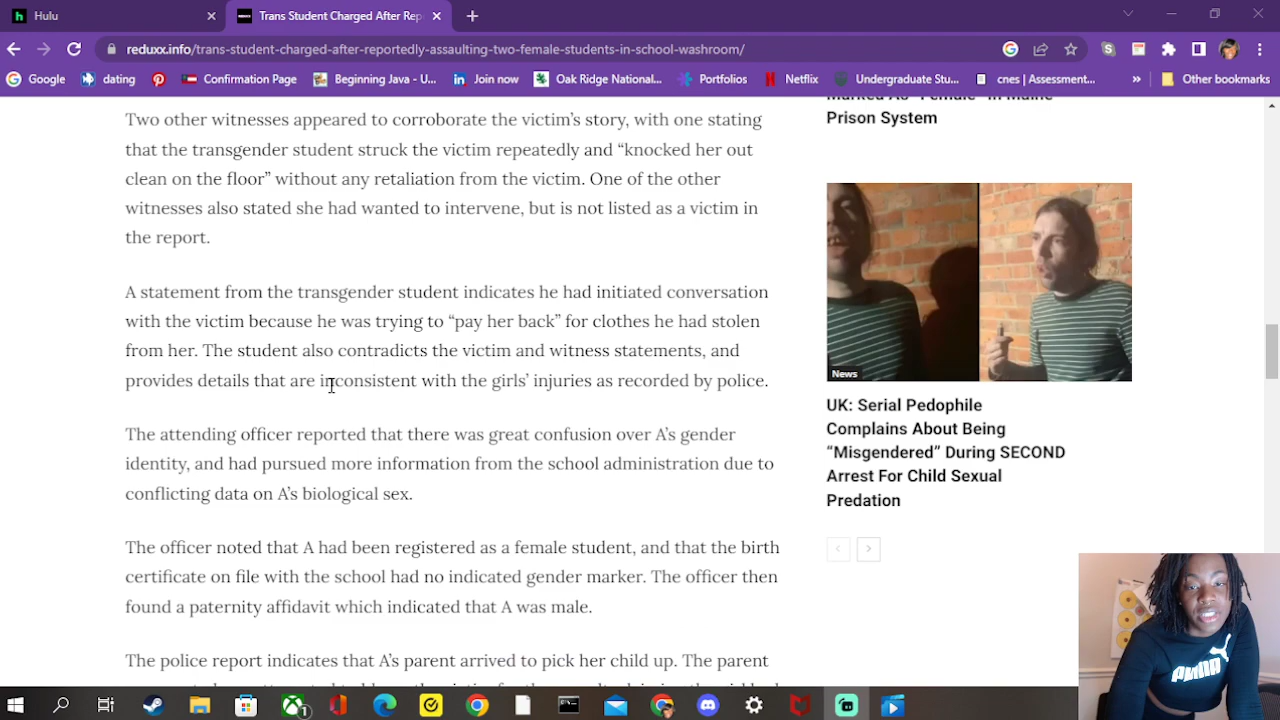 Hulu
Trans Student Charged After Rep
reduxx.info/trans-student-charged-after-reportedly-assaulting-two-female-students-in-school-washroom/
Google
dating
Confirmation Page
Beginning Java - U...
Join now
Oak Ridge National...
Portfolios
Netflix
Undergraduate Stu...
cnes | Assessment...
Other bookmarks
Two other witnesses appeared to corroborate the victim's story, with one stating
that the transgender student struck the victim repeatedly and “knocked her out
clean on the floor” without any retaliation from the victim. One of the other
witnesses also stated she had wanted to intervene, but is not listed as a victim in
the report.
A statement from the transgender student indicates he had initiated conversation
with the victim because he was trying to “pay her back” for clothes he had stolen
from her. The student also contradicts the victim and witness statements, and
provides details that are inconsistent with the girls’ injuries as recorded by police.
The attending officer reported that there was great confusion over A’s gender
identity, and had pursued more information from the school administration due to
conflicting data on A’s biological sex.
The officer noted that A had been registered as a female student, and that the birth
certificate on file with the school had no indicated gender marker. The officer then
found a paternity affidavit which indicated that A was male.
The police report indicates that A’s parent arrived to pick her child up. The parent
Marked As “Female” In Maine
Prison System
News
UK: Serial Pedophile
Complains About Being
“Misgendered” During SECOND
Arrest For Child Sexual
Predation
PUMA